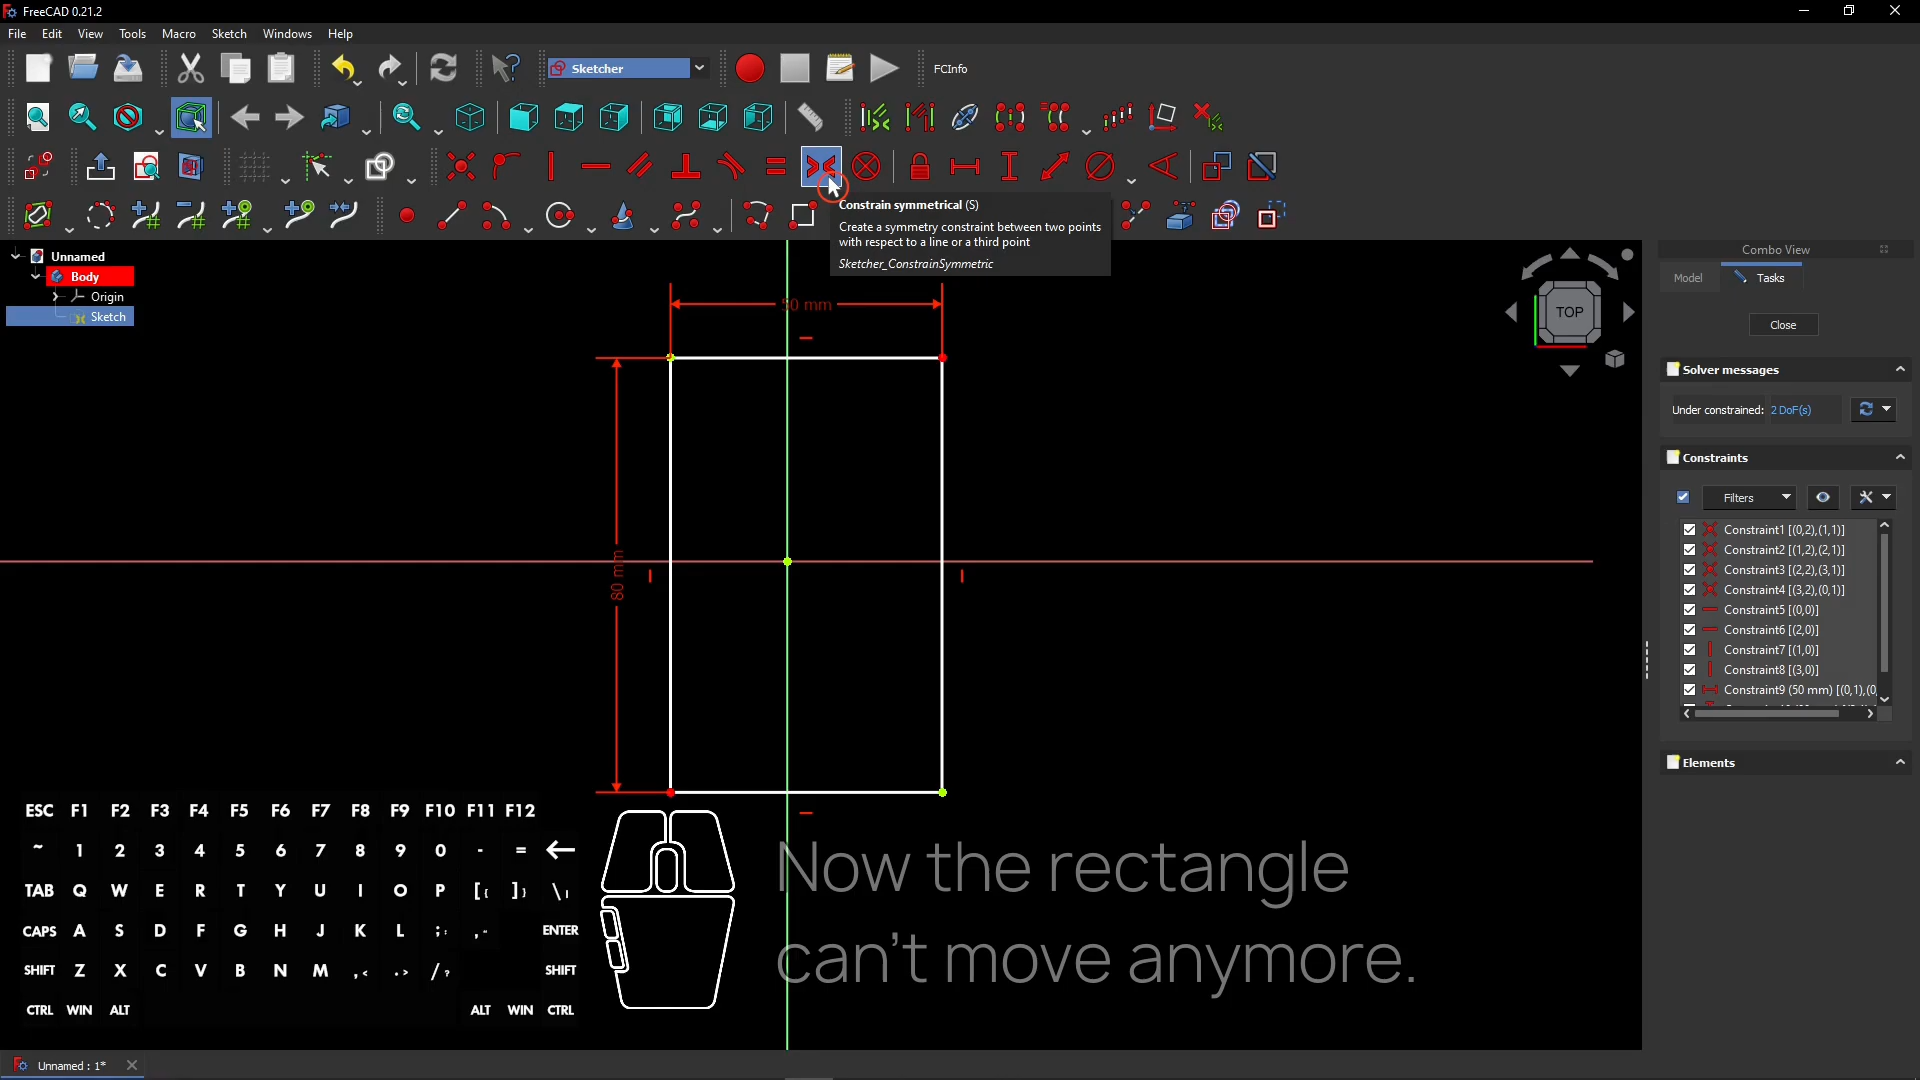 FreeCAD 0.21.2
File Edit View Tools Macro Sketch Windows Help
Sketcher
FCInfo
Constrain symmetrical (S)
Create a symmetry constraint between two points
with respect to a line or a third point
Sketcher_ConstrainSymmetric
Unnamed
Body
Origin
Sketch
50 mm
80 mm
TOP
Combo View
Model Tasks
Close
Solver messages
Under constrained: 2 DoF(s)
Constraints
Filters
Constraint1 [(0,2),(1,1)]
Constraint2 [(1,2),(2,1)]
Constraint3 [(2,2),(3,1)]
Constraint4 [(3,2),(0,1)]
Constraint5 [(0,0)]
Constraint6 [(2,0)]
Constraint7 [(1,0)]
Constraint8 [(3,0)]
Constraint9 (50 mm) [(0,1),(0,
Elements
ESC F1 F2 F3 F4 F5 F6 F7 F8 F9 F10 F11 F12
~ 1 2 3 4 5 6 7 8 9 0 - =
TAB Q W E R T Y U I O P [{ ]} \|
CAPS A S D F G H J K L ;: ,"
ENTER
SHIFT Z X C V B N M ,< .> /? SHIFT
CTRL WIN ALT ALT WIN CTRL
Now the rectangle
can't move anymore.
Unnamed : 1*